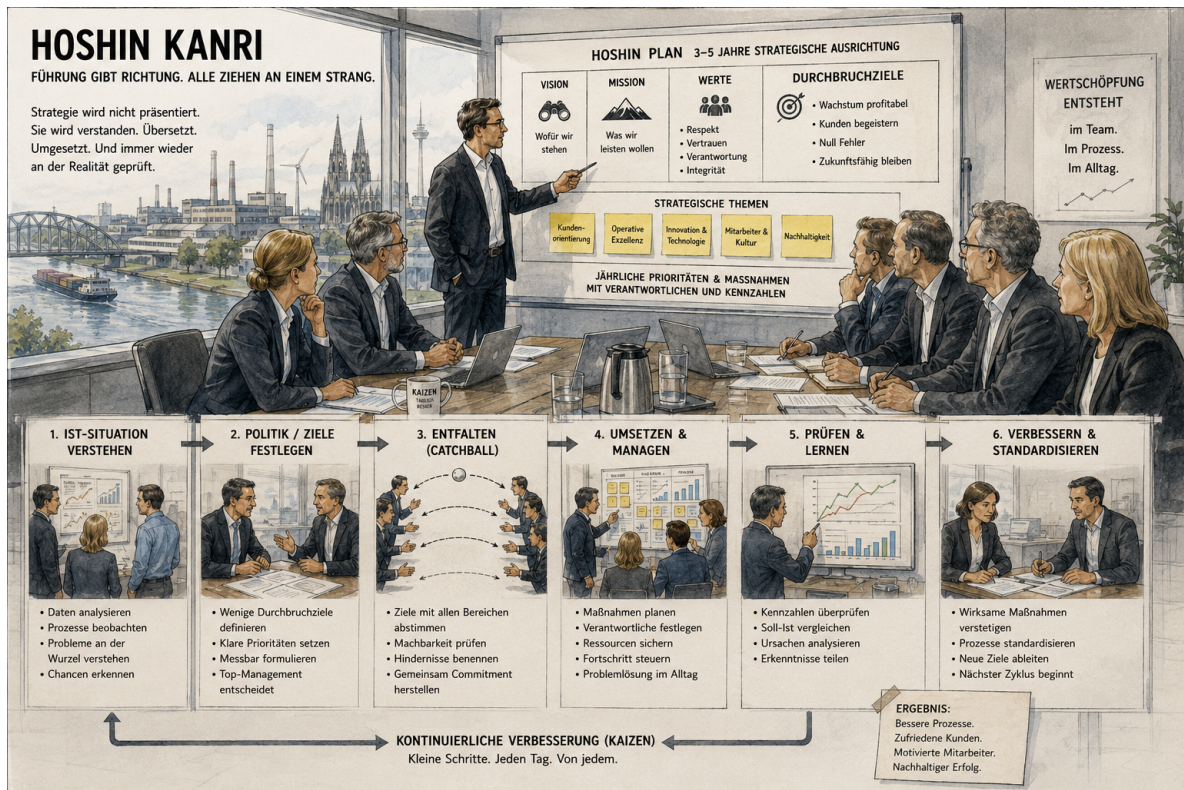 HOSHIN KANRI
FÜHRUNG GIBT RICHTUNG. ALLE ZIEHEN AN EINEM STRANG.
Strategie wird nicht präsentiert.
Sie wird verstanden. Übersetzt.
Umgesetzt. Und immer wieder
an der Realität geprüft.
HOSHIN PLAN 3–5 JAHRE STRATEGISCHE AUSRICHTUNG
VISION
Wofür wir
stehen
MISSION
Was wir
leisten wollen
WERTE
• Respekt
• Vertrauen
• Verantwortung
• Integrität
DURCHBRUCHZIELE
• Wachstum profitabel
• Kunden begeistern
• Null Fehler
• Zukunftsfähig bleiben
STRATEGISCHE THEMEN
Kunden-
orientierung
Operative
Exzellenz
Innovation &
Technologie
Mitarbeiter &
Kultur
Nachhaltigkeit
JÄHRLICHE PRIORITÄTEN & MASSNAHMEN
MIT VERANTWORTLICHEN UND KENNZAHLEN
WERTSCHÖPFUNG
ENTSTEHT
im Team.
Im Prozess.
Im Alltag.
KAIZEN
TÄGLICH
BESSER
1. IST-SITUATION
VERSTEHEN
• Daten analysieren
• Prozesse beobachten
• Probleme an der
Wurzel verstehen
• Chancen erkennen
2. POLITIK / ZIELE
FESTLEGEN
• Wenige Durchbruchziele
definieren
• Klare Prioritäten setzen
• Messbar formulieren
• Top-Management
entscheidet
3. ENTFALTEN
(CATCHBALL)
• Ziele mit allen Bereichen
abstimmen
• Machbarkeit prüfen
• Hindernisse benennen
• Gemeinsam Commitment
herstellen
4. UMSETZEN &
MANAGEN
• Maßnahmen planen
• Verantwortliche festlegen
• Ressourcen sichern
• Fortschritt steuern
• Problemlösung im Alltag
5. PRÜFEN &
LERNEN
• Kennzahlen überprüfen
• Soll-Ist vergleichen
• Ursachen analysieren
• Erkenntnisse teilen
6. VERBESSERN &
STANDARDISIEREN
• Wirksame Maßnahmen
verstetigen
• Prozesse standardisieren
• Neue Ziele ableiten
• Nächster Zyklus beginnt
KONTINUIERLICHE VERBESSERUNG (KAIZEN)
Kleine Schritte. Jeden Tag. Von jedem.
ERGEBNIS:
Bessere Prozesse.
Zufriedene Kunden.
Motivierte Mitarbeiter.
Nachhaltiger Erfolg.